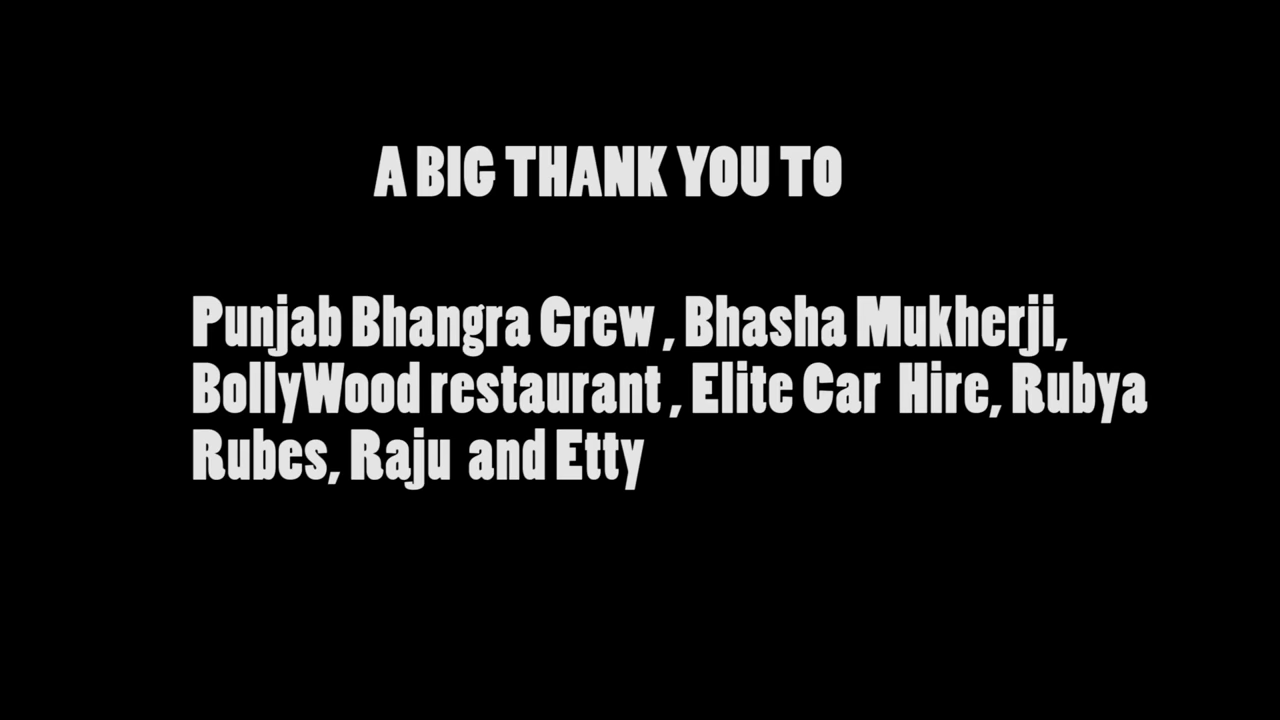 A BIG THANK YOU TO
Punjab Bhangra Crew , Bhasha Mukherji,
BollyWood restaurant , Elite Car  Hire, Rubya
Rubes, Raju  and Etty